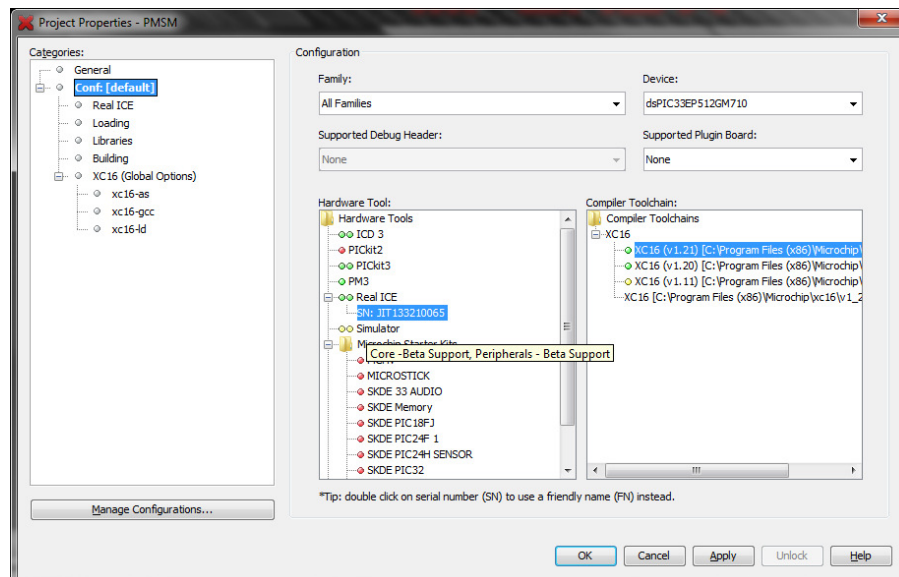 Project Properties - PMSM
Categories:
General
Conf: [default]
Real ICE
Loading
Libraries
Building
XC16 (Global Options)
xc16-as
xc16-gcc
xc16-ld
Manage Configurations...
Configuration
Family:
Device:
All Families
dsPIC33EP512GM710
Supported Debug Header:
Supported Plugin Board:
None
None
Hardware Tool:
Compiler Toolchain:
Hardware Tools
ICD 3
PICkit2
PICkit3
PM3
Real ICE
SN: JIT133210065
Simulator
Microchip Starter Kits
Core -Beta Support, Peripherals - Beta Support
MICROSTICK
SKDE 33 AUDIO
SKDE Memory
SKDE PIC18FJ
SKDE PIC24F 1
SKDE PIC24H SENSOR
SKDE PIC32
Compiler Toolchains
XC16
XC16 (v1.21) [C:\Program Files (x86)\Microchip\
XC16 (v1.20) [C:\Program Files (x86)\Microchip\
XC16 (v1.11) [C:\Program Files (x86)\Microchip\
XC16 [C:\Program Files (x86)\Microchip\xc16\v1_2
*Tip: double click on serial number (SN) to use a friendly name (FN) instead.
OK
Cancel
Apply
Unlock
Help